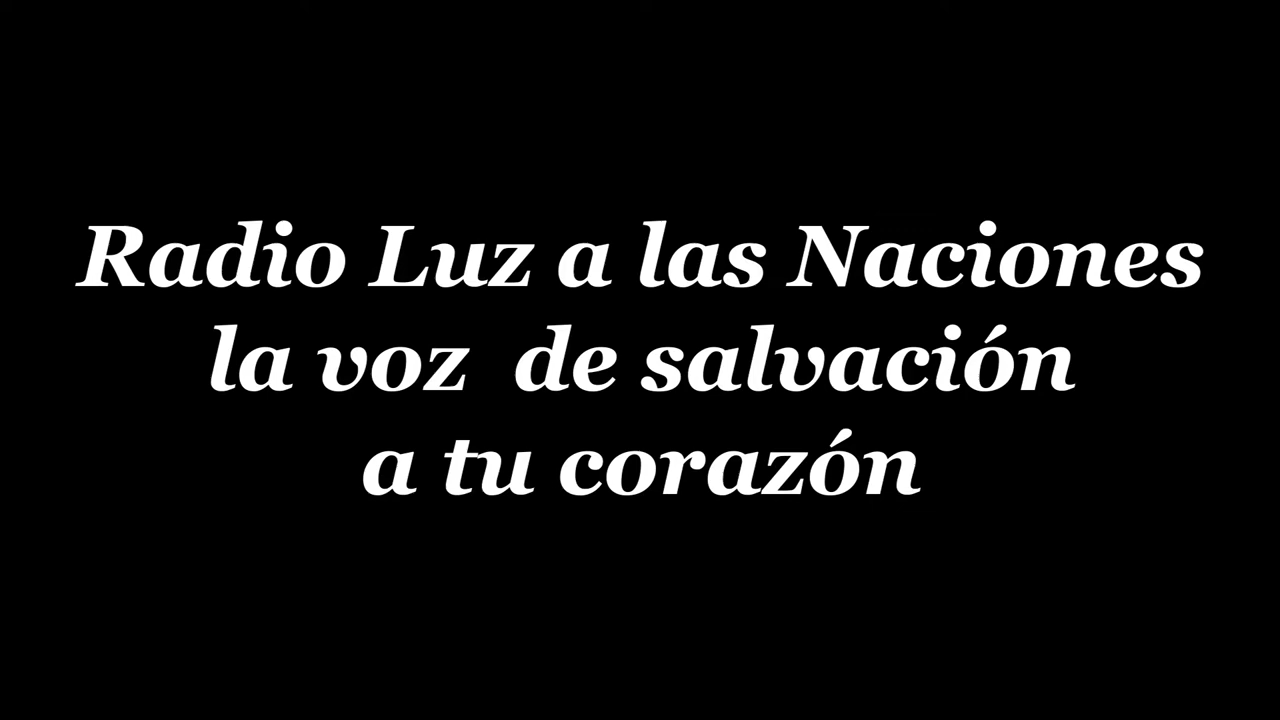 Radio Luz a las Naciones
la voz  de salvación
a tu corazón